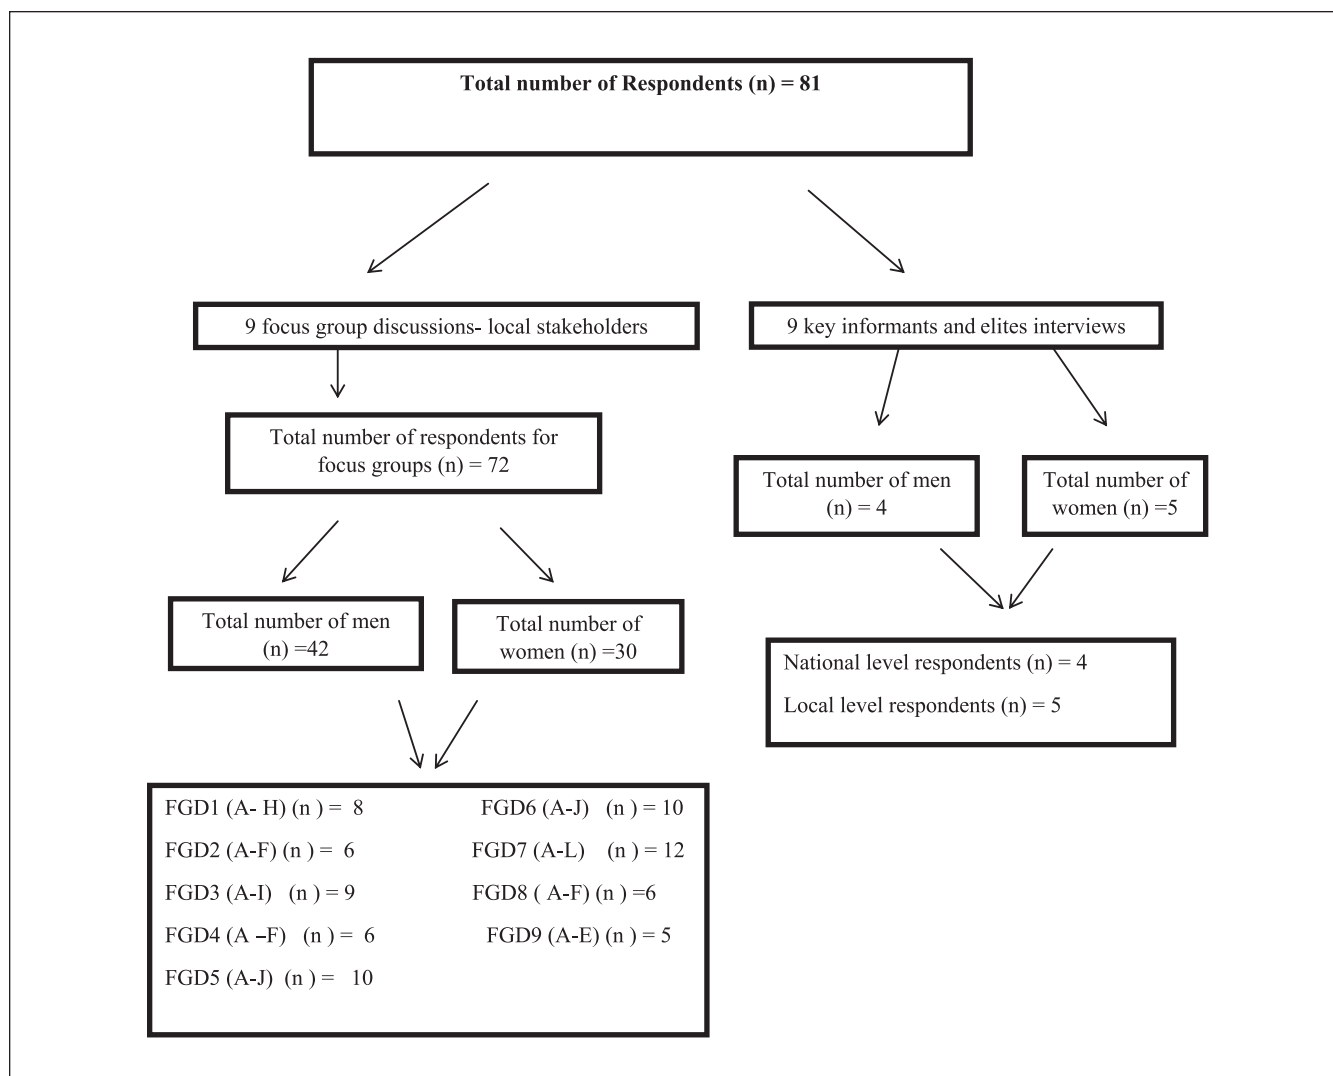 Total number of Respondents (n) = 81
9 focus group discussions- local stakeholders
9 key informants and elites interviews
Total number of respondents for
focus groups (n) = 72
Total number of men
(n) = 4
Total number of
women (n) =5
Total number of men
(n) =42
Total number of
women (n) =30
National level respondents (n) = 4
Local level respondents (n) = 5
FGD1 (A- H) (n ) = 8
FGD2 (A-F) (n ) = 6
FGD3 (A-I) (n ) = 9
FGD4 (A –F) (n ) = 6
FGD5 (A-J) (n ) = 10
FGD6 (A-J) (n ) = 10
FGD7 (A-L) (n ) = 12
FGD8 ( A-F) (n ) =6
FGD9 (A-E) (n ) = 5